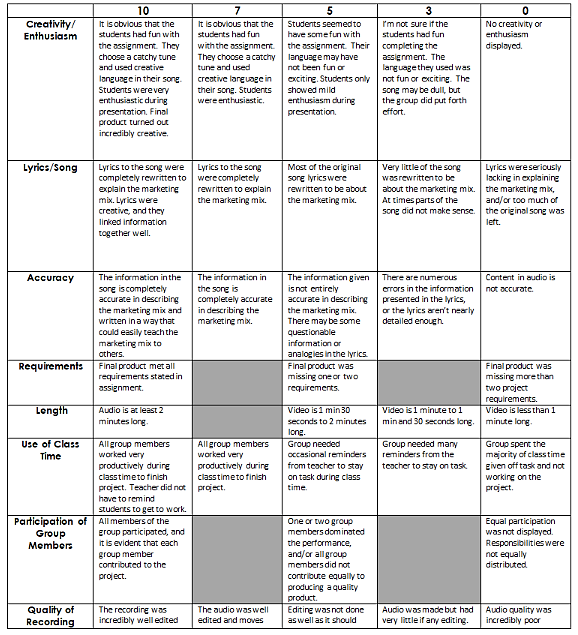 10 7 5 3 0
Creativity/
Enthusiasm
It is obvious that the
students had fun with
the assignment. They
choose a catchy tune
and used creative
language in their song.
Students were very
enthusiastic during
presentation. Final
product turned out
incredibly creative.
It is obvious that the
students had fun
with the assignment.
They choose a catchy
tune and used
creative language in
their song. Students
were enthusiastic.
Students seemed to
have some fun with
the assignment. Their
language may have
not been fun or
exciting. Students only
showed mild
enthusiasm during
presentation.
I'm not sure if the
students had fun
completing the
assignment. The
language they used was
not fun or exciting. The
song may be dull, but
the group did put forth
effort.
No creativity or
enthusiasm
displayed.
Lyrics/Song
Lyrics to the song were
completely rewritten to
explain the marketing
mix. Lyrics were
creative, and they
linked information
together well.
Lyrics to the song
were completely
rewritten to explain
the marketing mix.
Most of the original
song lyrics were
rewritten to be about
the marketing mix.
Very little of the song
was rewritten to be
about the marketing mix.
At times parts of the
song did not make sense.
Lyrics were seriously
lacking in explaining
the marketing mix,
and/or too much of
the original song was
left.
Accuracy
The information in the
song is completely
accurate in describing
the marketing mix and
written in a way that
could easily teach the
marketing mix to
others.
The information in
the song is
completely accurate
in describing the
marketing mix.
The information given
is not entirely
accurate in describing
the marketing mix.
There may be some
questionable
information or
analogies in the lyrics.
There are numerous
errors in the information
presented in the lyrics,
or the lyrics aren't nearly
detailed enough.
Content in audio is
not accurate.
Requirements
Final product met all
requirements stated in
assignment.
Final product was
missing one or two
requirements.
Final product was
missing more than
two project
requirements.
Length
Audio is at least 2
minutes long.
Video is 1 min 30
seconds to 2 minutes
long.
Video is 1 minute to 1
min and 30 seconds long.
Video is less than 1
minute long.
Use of Class
Time
All group members
worked very
productively during
class time to finish
project. Teacher did not
have to remind
students to get to work.
All group members
worked very
productively during
class time to finish
project.
Group needed
occasional reminders
from teacher to stay
on task during class
time.
Group needed many
reminders from the
teacher to stay on task.
Group spent the
majority of class time
given off task and not
working on the
project.
Participation of
Group
Members
All members of the
group participated, and
it is evident that each
group member
contributed to the
project.
One or two group
members dominated
the performance,
and/or all group
members did not
contribute equally to
producing a quality
product.
Equal participation
was not displayed.
Responsibilities were
not equally
distributed.
Quality of
Recording
The recording was
incredibly well edited
The audio was well
edited and moves
Editing was not done
as well as it should
Audio was made but had
very little if any editing.
Audio quality was
incredibly poor